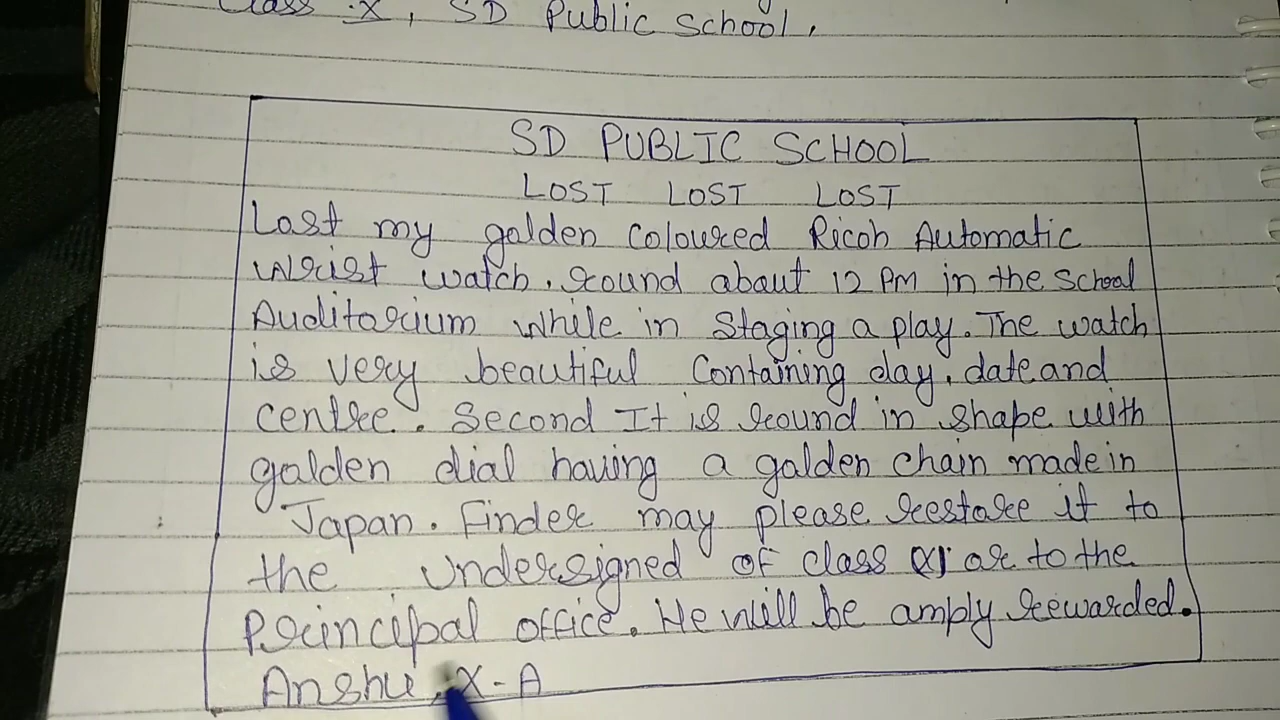 Class X, SD Public School.
SD PUBLIC SCHOOL
LOST LOST LOST
Lost my golden coloured Ricoh Automatic
Wrist watch. round about 12 PM in the school
Auditorium while in staging a play. The watch
is very beautiful containing day, date and
centre. Second It is round in shape with
golden dial having a golden chain made in
Japan. Finder may please restore it to
the undersigned of class (X) or to the
Principal office. He will be amply rewarded.
Anshu, X-A